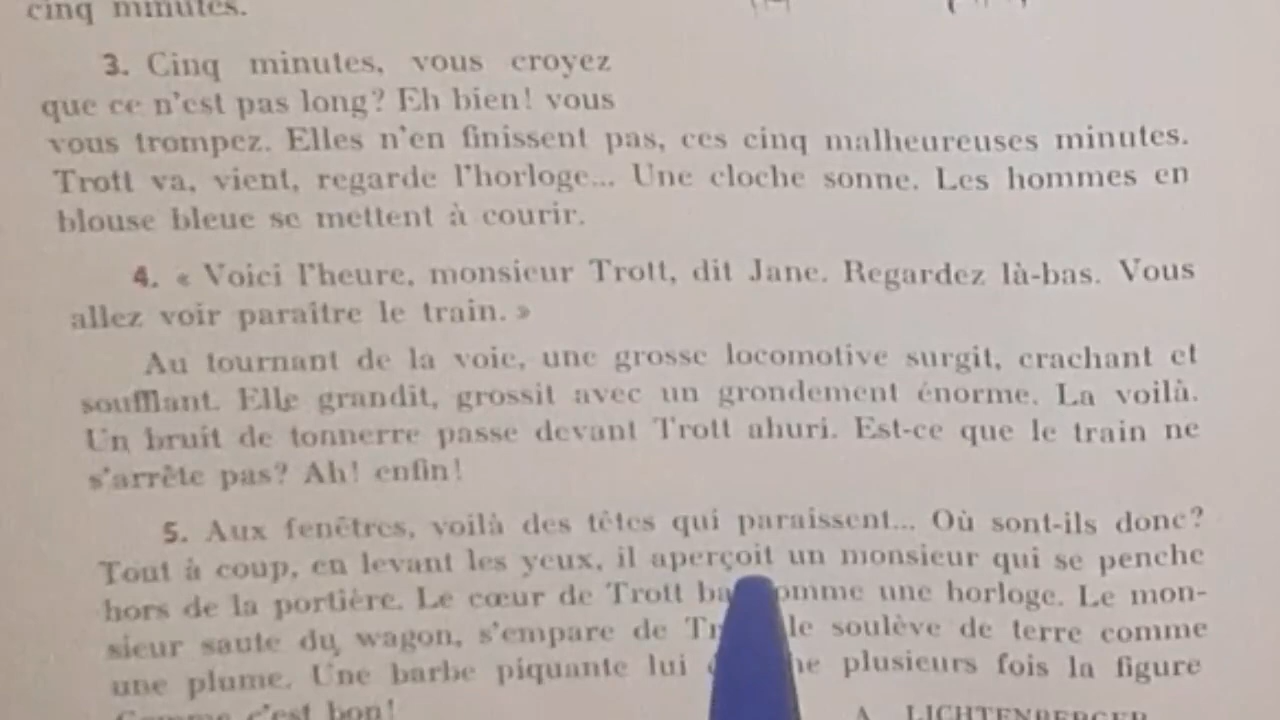 cinq minutes.
3. Cinq minutes, vous croyez
que ce n'est pas long? Eh bien! vous
vous trompez. Elles n'en finissent pas, ces cinq malheureuses minutes.
Trott va, vient, regarde l'horloge... Une cloche sonne. Les hommes en
blouse bleue se mettent à courir.
4. « Voici l'heure, monsieur Trott, dit Jane. Regardez là-bas. Vous
allez voir paraître le train. »
Au tournant de la voie, une grosse locomotive surgit, crachant et
soufflant. Elle grandit, grossit avec un grondement énorme. La voilà.
Un bruit de tonnerre passe devant Trott ahuri. Est-ce que le train ne
s'arrête pas? Ah! enfin!
5. Aux fenêtres, voilà des têtes qui paraissent... Où sont-ils donc?
Tout à coup, en levant les yeux, il aperçoit un monsieur qui se penche
hors de la portière. Le cœur de Trott une horloge. Le mon-
sieur saute du wagon, s'empare de le soulève de terre comme
une plume. Une barbe piquante lui plusieurs fois la figure
Comme c'est bon!
A. LICHTENBERGER